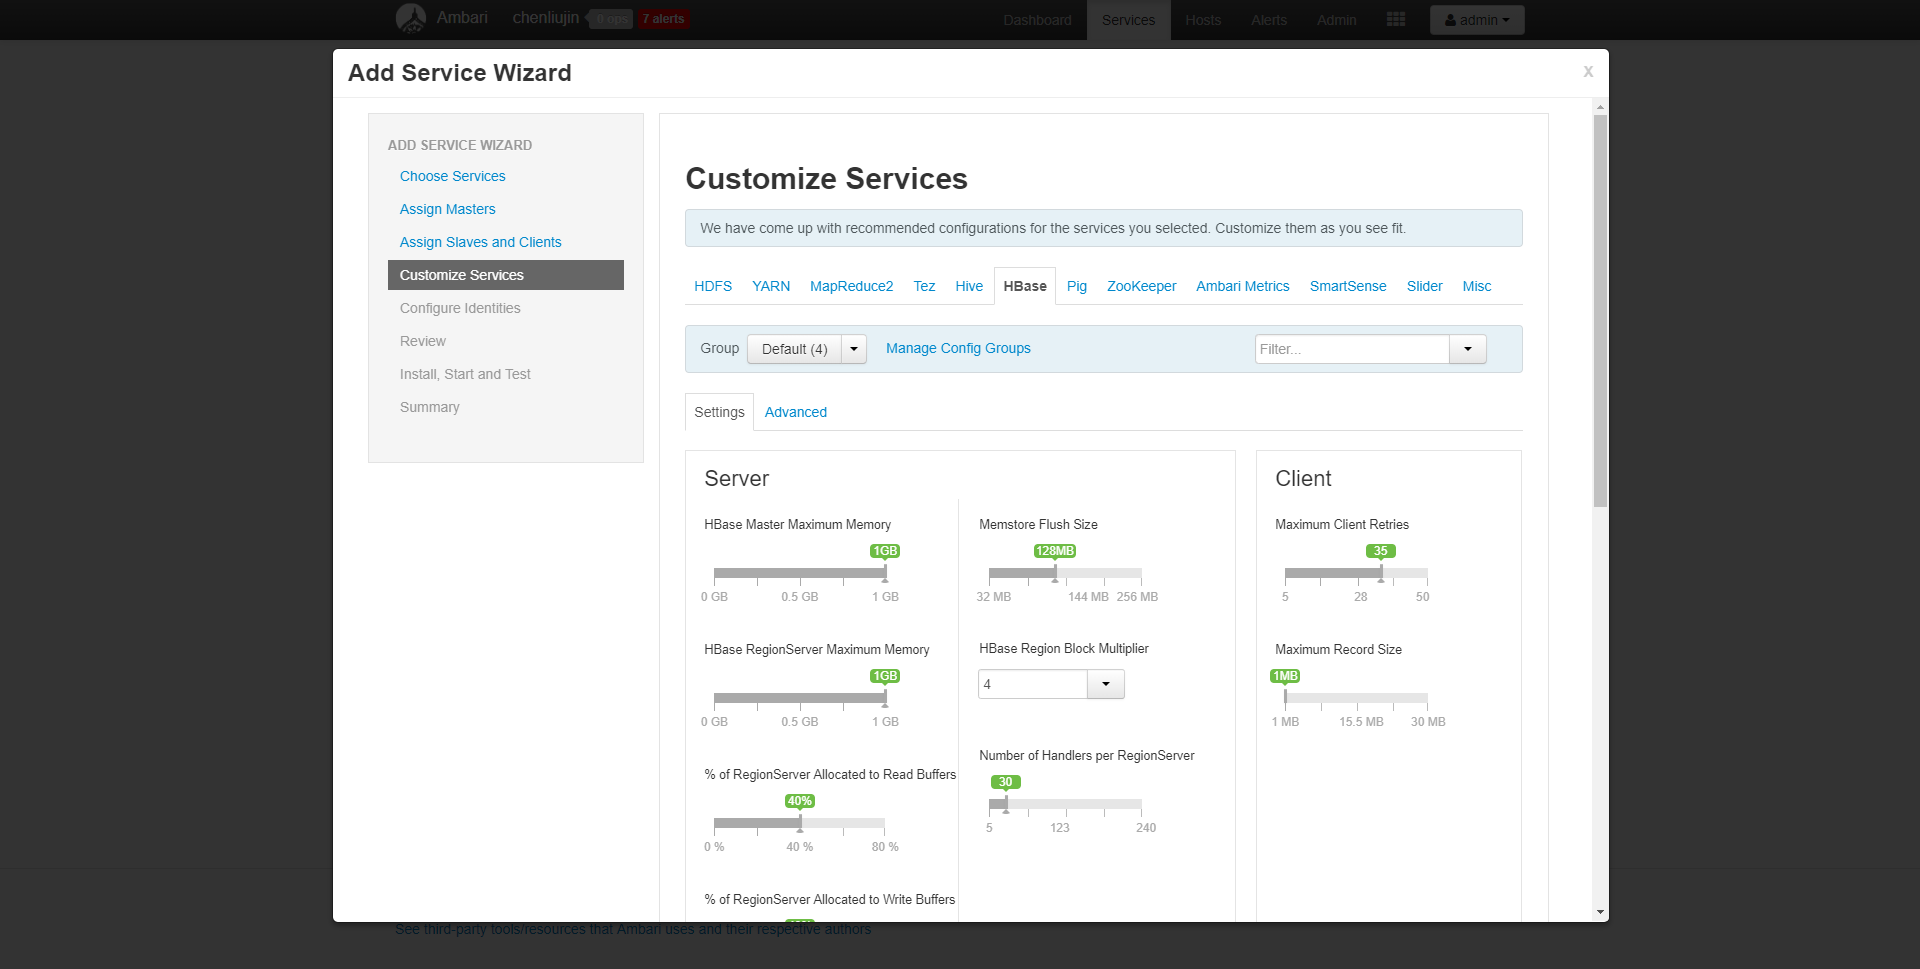 Ambari chenliujin 0 ops 7 alerts Dashboard Services Hosts Alerts Admin admin
Add Service Wizard X
ADD SERVICE WIZARD
Choose Services
Assign Masters
Assign Slaves and Clients
Customize Services
Configure Identities
Review
Install, Start and Test
Summary
Customize Services
We have come up with recommended configurations for the services you selected. Customize them as you see fit.
HDFS YARN MapReduce2 Tez Hive HBase Pig ZooKeeper Ambari Metrics SmartSense Slider Misc
Group Default (4) Manage Config Groups Filter...
Settings Advanced
Server
HBase Master Maximum Memory
1GB
0 GB 0.5 GB 1 GB
HBase RegionServer Maximum Memory
1GB
0 GB 0.5 GB 1 GB
% of RegionServer Allocated to Read Buffers
40%
0 % 40 % 80 %
% of RegionServer Allocated to Write Buffers
Memstore Flush Size
128MB
32 MB 144 MB 256 MB
HBase Region Block Multiplier
4
Number of Handlers per RegionServer
30
5 123 240
Client
Maximum Client Retries
35
5 28 50
Maximum Record Size
1MB
1 MB 15.5 MB 30 MB
See third-party tools/resources that Ambari uses and their respective authors